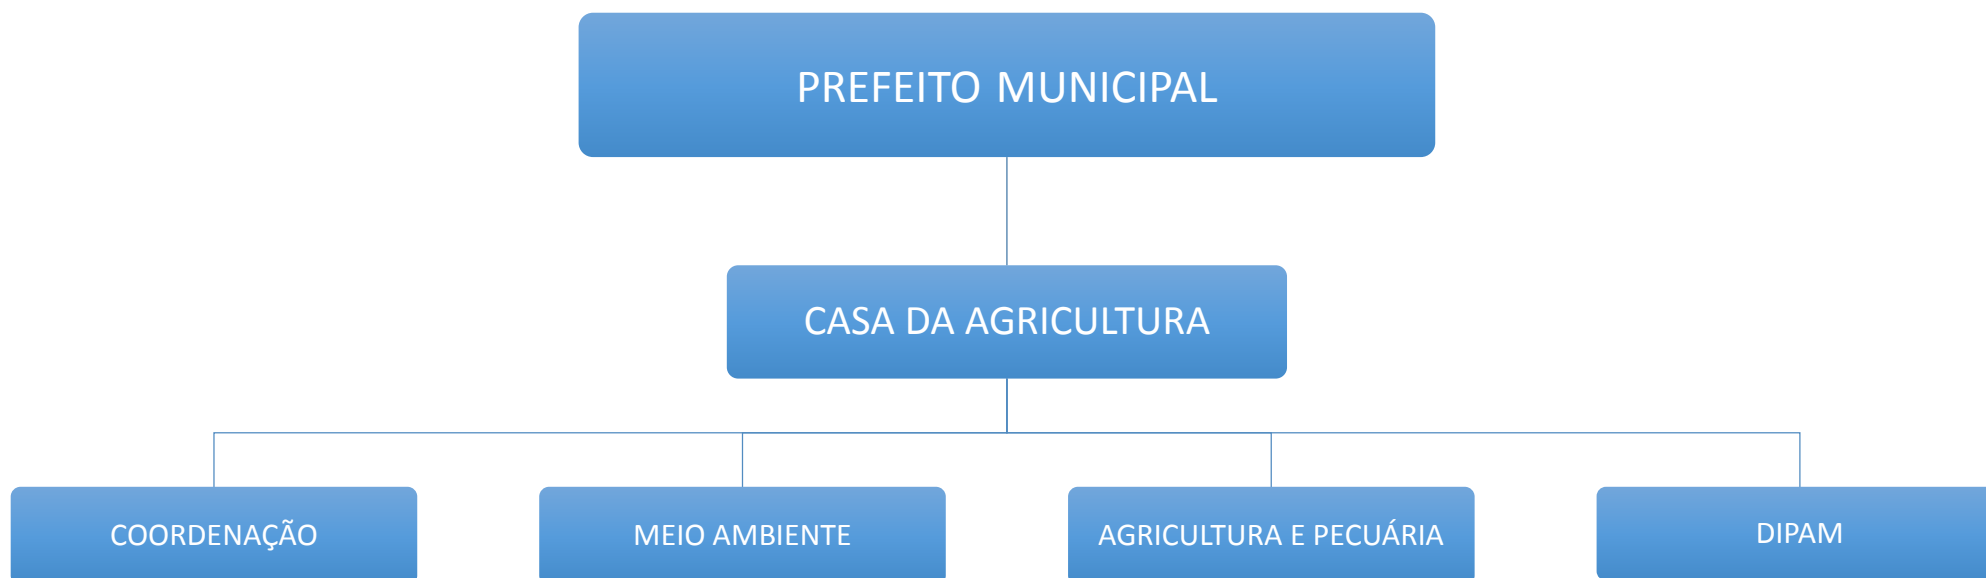 PREFEITO MUNICIPAL
CASA DA AGRICULTURA
COORDENAÇÃO
MEIO AMBIENTE
AGRICULTURA E PECUÁRIA
DIPAM